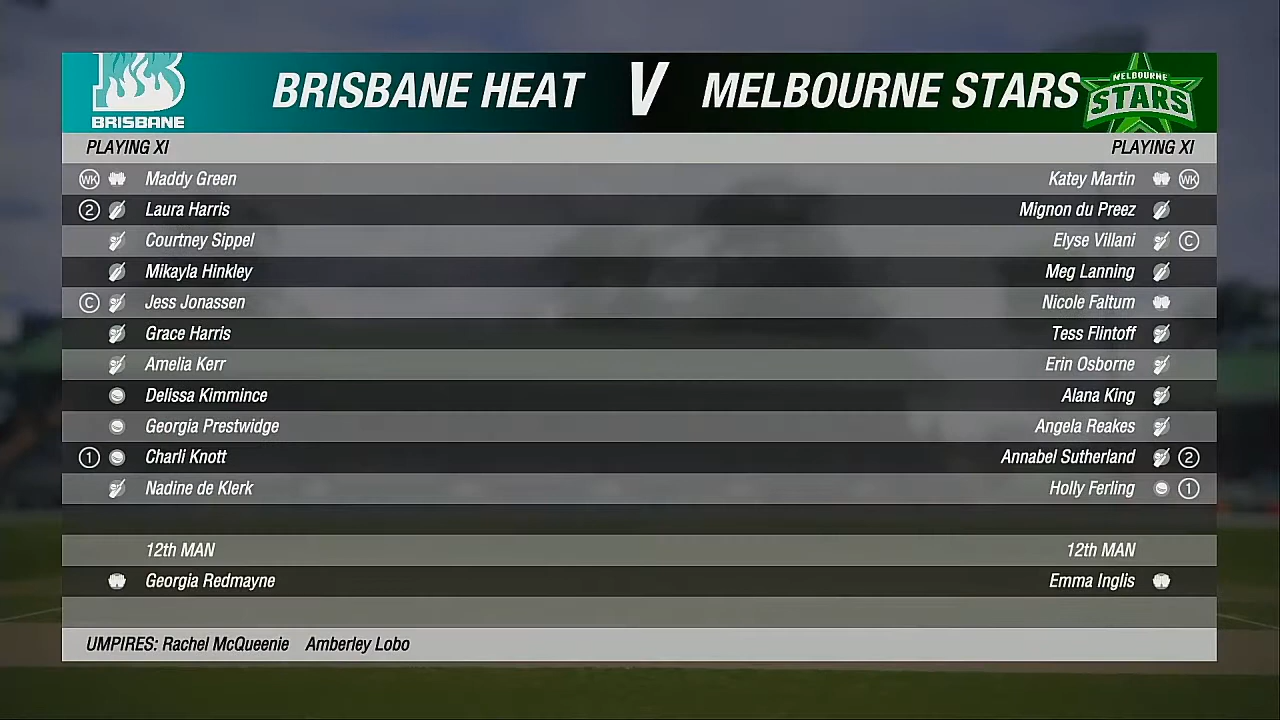 BRISBANE
BRISBANE HEAT V MELBOURNE STARS
MELBOURNE
STARS
PLAYING XI PLAYING XI
WK Maddy Green Katey Martin WK
2 Laura Harris Mignon du Preez
Courtney Sippel Elyse Villani C
Mikayla Hinkley Meg Lanning
C Jess Jonassen Nicole Faltum
Grace Harris Tess Flintoff
Amelia Kerr Erin Osborne
Delissa Kimmince Alana King
Georgia Prestwidge Angela Reakes
1 Charli Knott Annabel Sutherland 2
Nadine de Klerk Holly Ferling 1
12th MAN 12th MAN
Georgia Redmayne Emma Inglis
UMPIRES: Rachel McQueenie Amberley Lobo